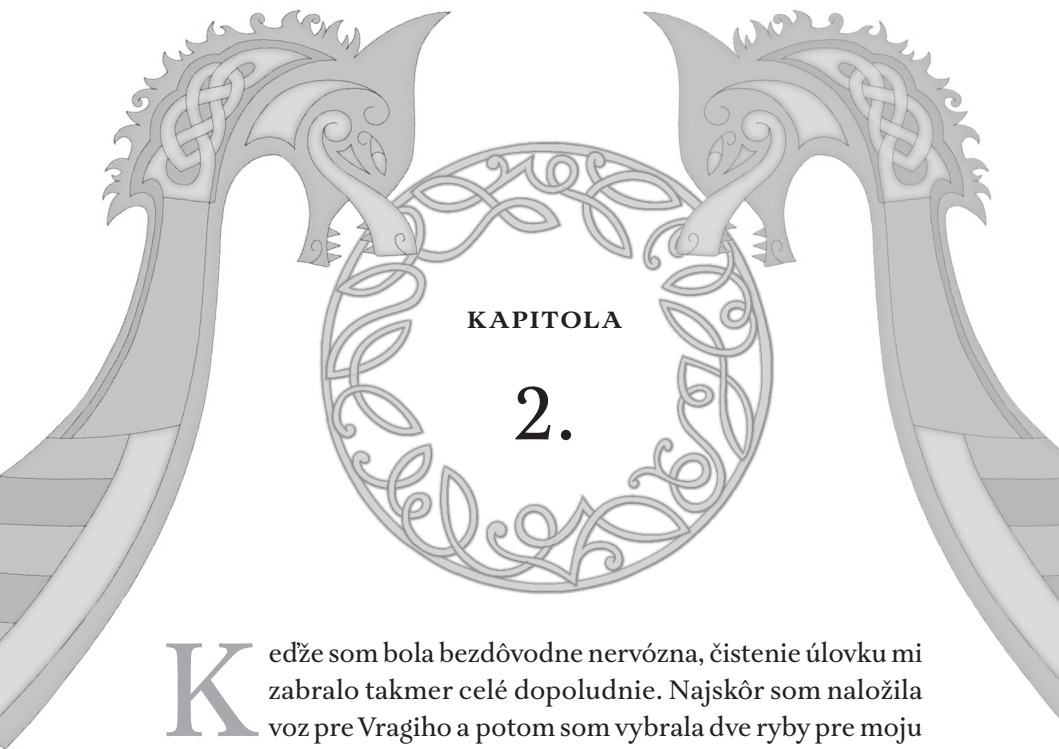 KAPITOLA
2.
Keďže som bola bezdôvodne nervózna, čistenie úlovku mi
zabralo takmer celé dopoludnie. Najskôr som naložila
voz pre Vragiho a potom som vybrala dve ryby pre moju